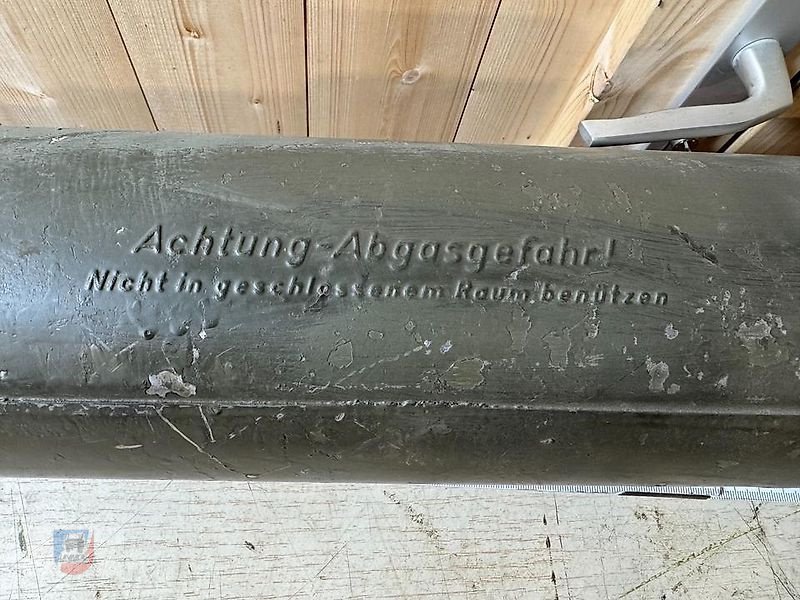 Achtung-Abgasgefahr!
Nicht in geschlossenem Raum benützen